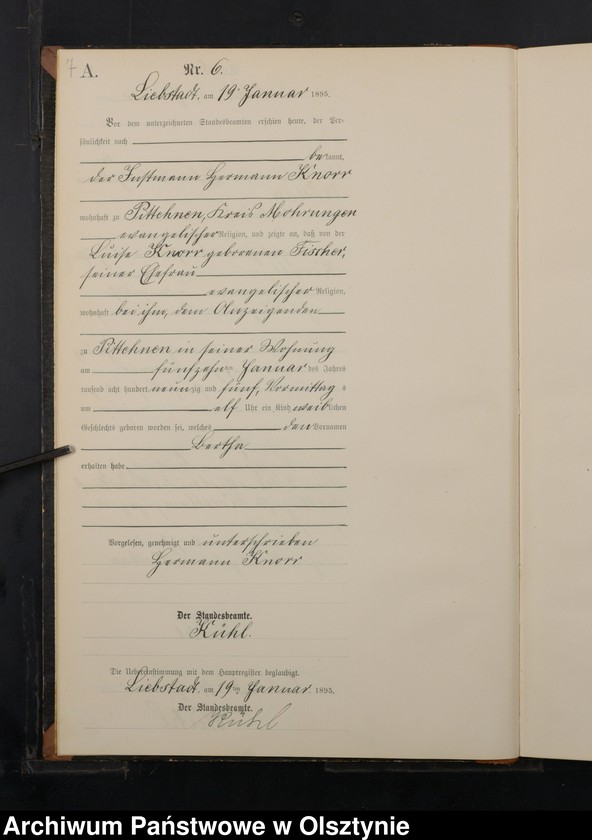 7 A. Nr. 6.
Liebstadt, am 19. Januar 1895.
Vor dem unterzeichneten Standesbeamten erschien heute, der Per-
sönlichkeit nach
bekannt,
der Instmann Hermann Knorr
wohnhaft zu Pittehnen, Kreis Mohrungen
evangelischer Religion, und zeigte an, daß von der
Luise Knorr geborenen Fischer,
seiner Ehefrau
evangelischer Religion,
wohnhaft bei ihm, dem Anzeigenden
zu Pittehnen in seiner Wohnung
am fünfzehnten Januar des Jahres
tausend acht hundert neunzig und fünf, Vormittags
um elf Uhr ein Kind weiblichen
Geschlechts geboren worden sei, welches den Vornamen
Bertha
erhalten habe
Vorgelesen, genehmigt und unterschrieben
Hermann Knorr
Der Standesbeamte.
Kühl.
Die Uebereinstimmung mit dem Hauptregister beglaubigt.
Liebstadt, am 19ten Januar 1895.
Der Standesbeamte.
Kühl
Archiwum Państwowe w Olsztynie